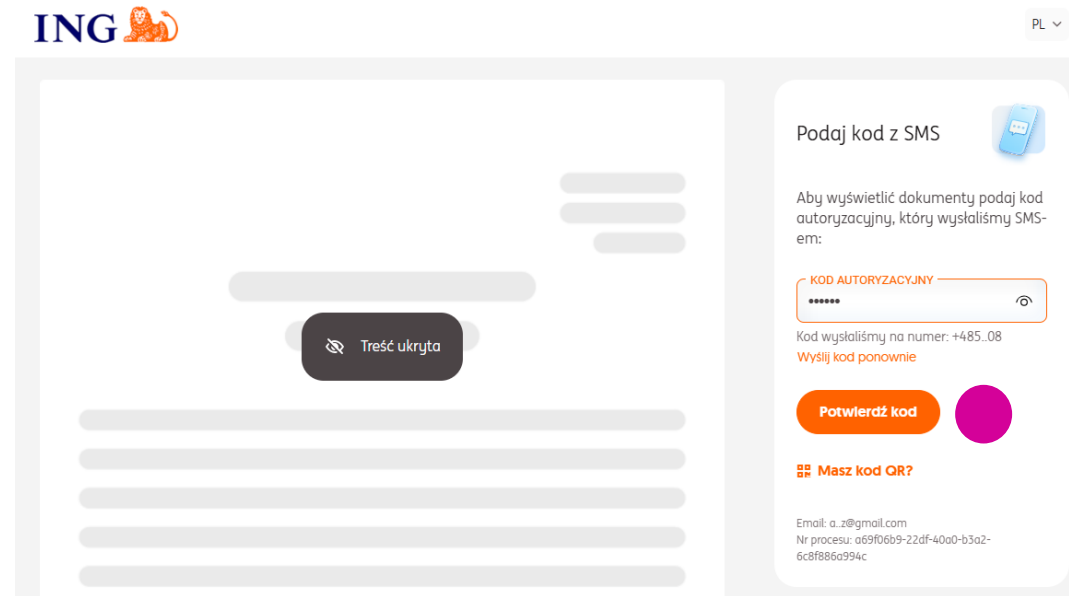 ING
PL
Podaj kod z SMS
Aby wyświetlić dokumenty podaj kod
autoryzacyjny, który wysłaliśmy SMS-
em:
KOD AUTORYZACYJNY
••••••
Kod wysłaliśmy na numer: +485..08
Wyślij kod ponownie
Treść ukryta
Potwierdź kod
Masz kod QR?
Email: a..z@gmail.com
Nr procesu: a69f06b9-22df-40a0-b3a2-
6c8f886a994c